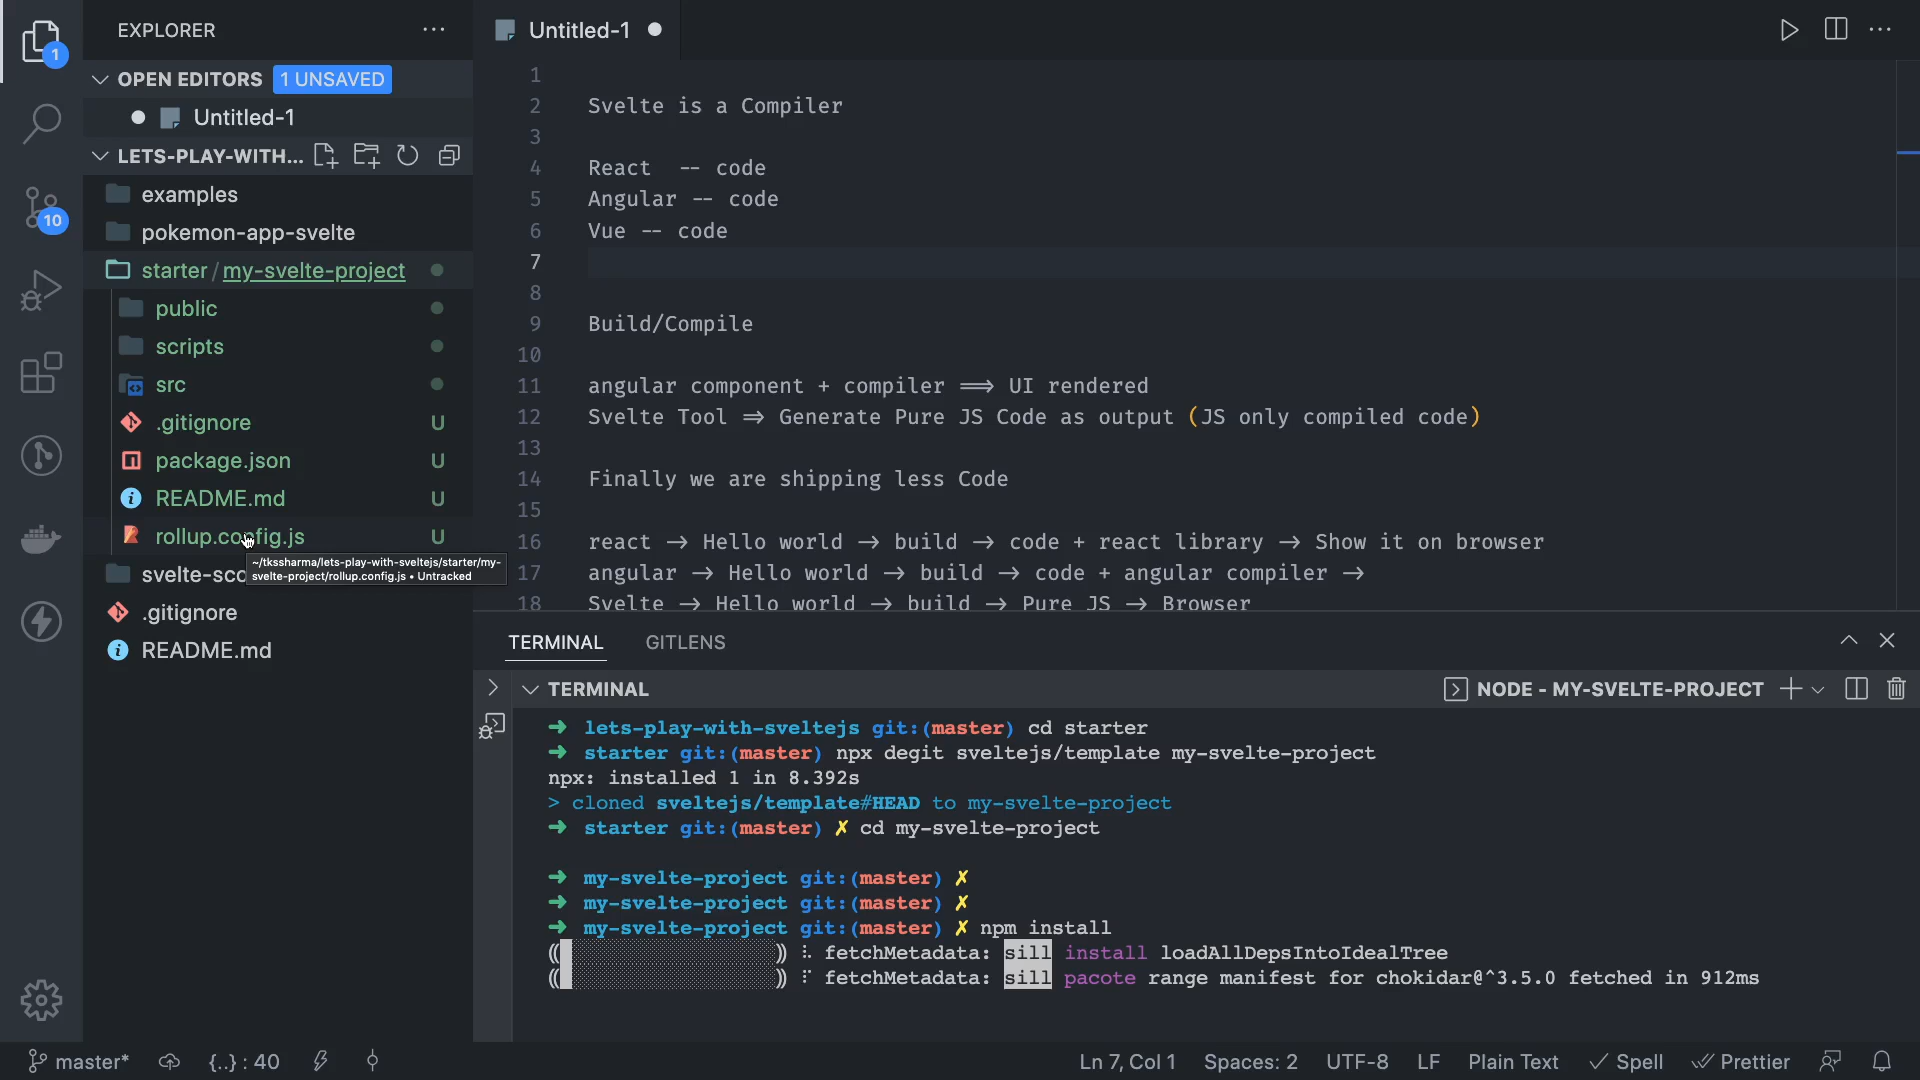 EXPLORER
1
OPEN EDITORS 1 UNSAVED
Untitled-1
LETS-PLAY-WITH...
examples
pokemon-app-svelte
10
starter / my-svelte-project
public
scripts
src
.gitignore U
package.json U
README.md U
rollup.config.js U
~/tkssharma/lets-play-with-sveltejs/starter/my-
svelte-project/rollup.config.js • Untracked
svelte-sc
.gitignore
README.md
Untitled-1
1
2 Svelte is a Compiler
3
4 React -- code
5 Angular -- code
6 Vue -- code
7
8
9 Build/Compile
10
11 angular component + compiler ==> UI rendered
12 Svelte Tool => Generate Pure JS Code as output (JS only compiled code)
13
14 Finally we are shipping less Code
15
16 react -> Hello world -> build -> code + react library -> Show it on browser
17 angular -> Hello world -> build -> code + angular compiler ->
18 Svelte -> Hello world -> build -> Pure JS -> Browser
TERMINAL GITLENS
TERMINAL NODE - MY-SVELTE-PROJECT
➜ lets-play-with-sveltejs git:(master) cd starter
➜ starter git:(master) npx degit sveltejs/template my-svelte-project
npx: installed 1 in 8.392s
> cloned sveltejs/template#HEAD to my-svelte-project
➜ starter git:(master) ✗ cd my-svelte-project
➜ my-svelte-project git:(master) ✗
➜ my-svelte-project git:(master) ✗
➜ my-svelte-project git:(master) ✗ npm install
⸨░░░░░░░░░░░░░░░░░░⸩ ⠧ fetchMetadata: sill install loadAllDepsIntoIdealTree
⸨░░░░░░░░░░░░░░░░░░⸩ ⠋ fetchMetadata: sill pacote range manifest for chokidar@^3.5.0 fetched in 912ms
master* {..} : 40 Ln 7, Col 1 Spaces: 2 UTF-8 LF Plain Text ✓ Spell ✓✓ Prettier